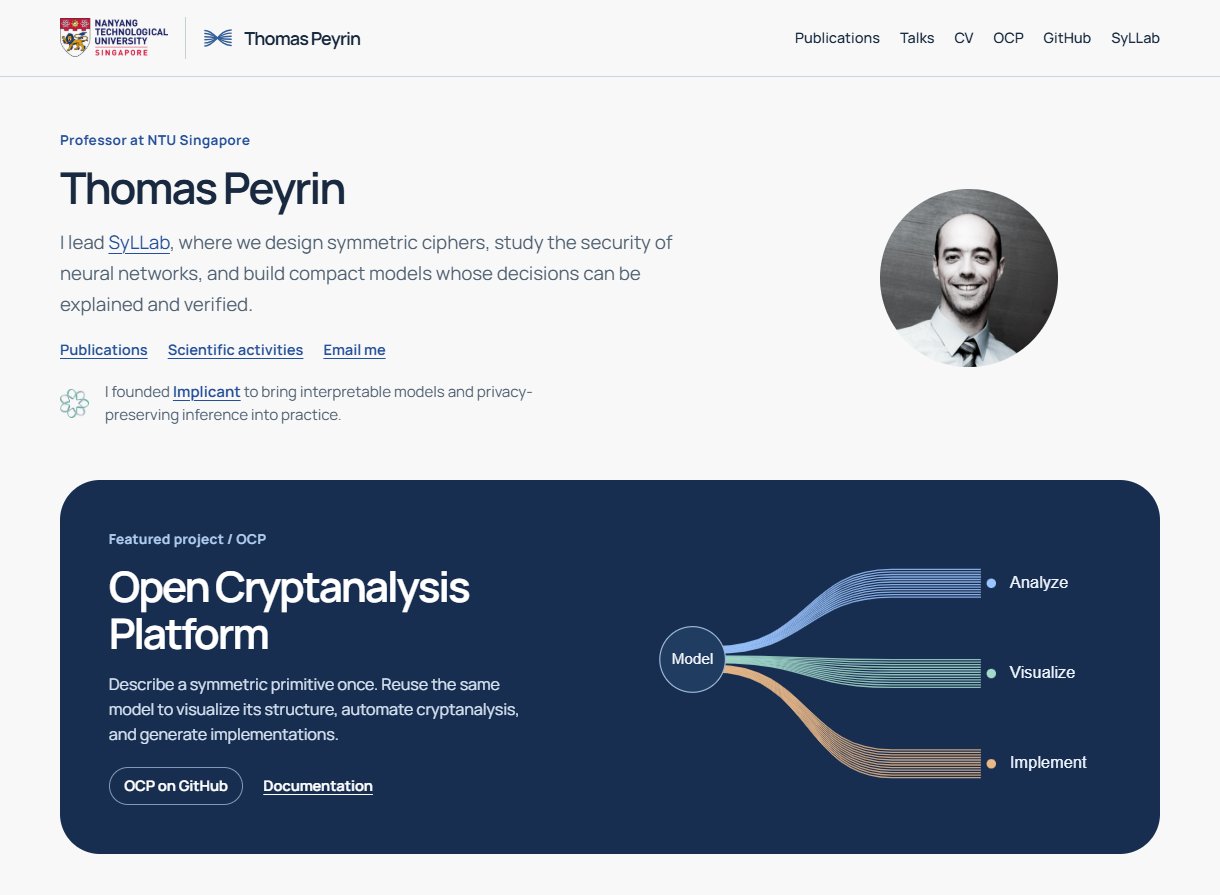 NANYANG
TECHNOLOGICAL
UNIVERSITY
SINGAPORE
Thomas Peyrin
Publications
Talks
CV
OCP
GitHub
SyLLab
Professor at NTU Singapore
Thomas Peyrin
I lead SyLLab, where we design symmetric ciphers, study the security of
neural networks, and build compact models whose decisions can be
explained and verified.
Publications
Scientific activities
Email me
I founded Implicant to bring interpretable models and privacy-
preserving inference into practice.
Featured project / OCP
Open Cryptanalysis
Platform
Describe a symmetric primitive once. Reuse the same
model to visualize its structure, automate cryptanalysis,
and generate implementations.
OCP on GitHub
Documentation
Model
Analyze
Visualize
Implement